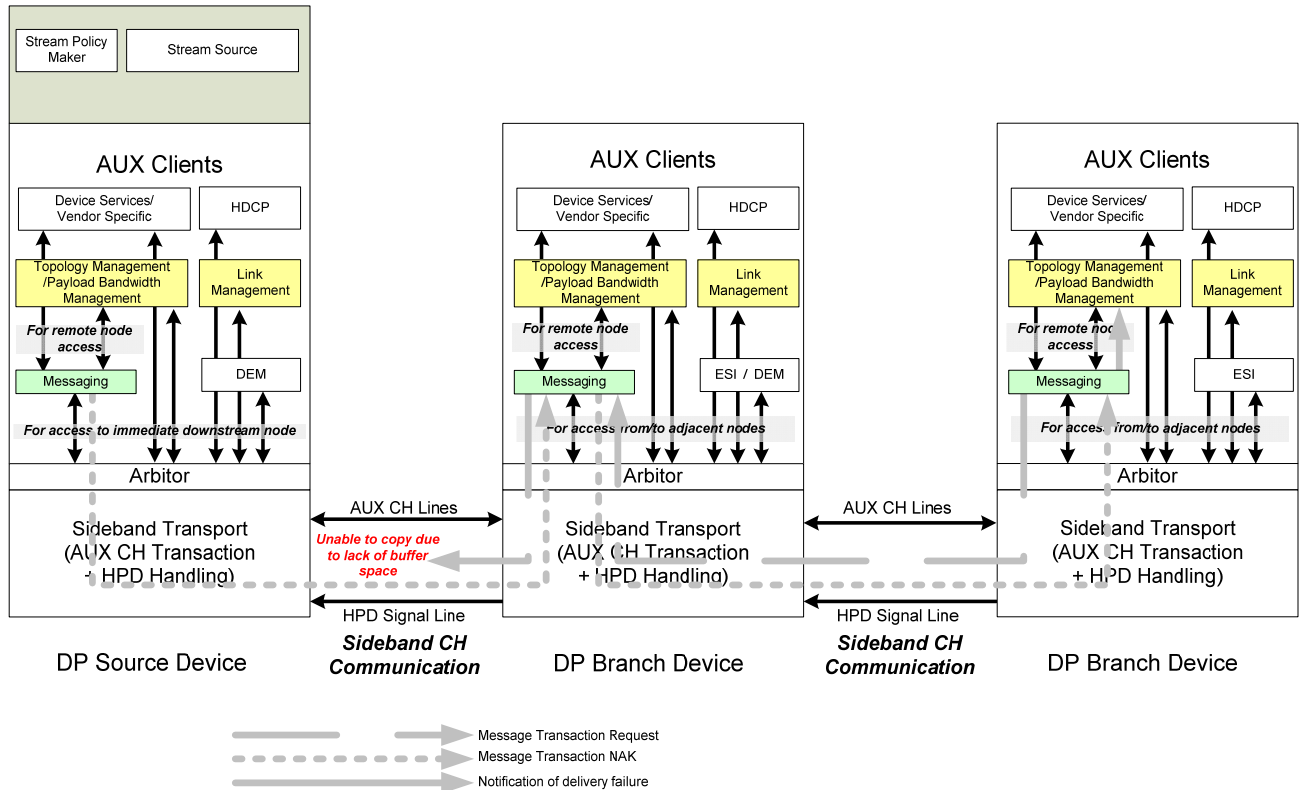 Stream Policy
Maker
Stream Source
AUX Clients
Device Services/
Vendor Specific
HDCP
Topology Management
/Payload Bandwidth
Management
Link
Management
For remote node
access
Messaging
DEM
For access to immediate downstream node
Arbitor
Sideband Transport
(AUX CH Transaction
+ HPD Handling)
DP Source Device
AUX CH Lines
Unable to copy due
to lack of buffer
space
HPD Signal Line
Sideband CH
Communication
AUX Clients
Device Services/
Vendor Specific
HDCP
Topology Management
/Payload Bandwidth
Management
Link
Management
For remote node
access
Messaging
ESI / DEM
For access from/to adjacent nodes
Arbitor
Sideband Transport
(AUX CH Transaction
+ HPD Handling)
DP Branch Device
AUX CH Lines
HPD Signal Line
Sideband CH
Communication
AUX Clients
Device Services/
Vendor Specific
HDCP
Topology Management
/Payload Bandwidth
Management
Link
Management
For remote node
access
Messaging
ESI
For access from/to adjacent nodes
Arbitor
Sideband Transport
(AUX CH Transaction
+ HPD Handling)
DP Branch Device
Message Transaction Request
Message Transaction NAK
Notification of delivery failure